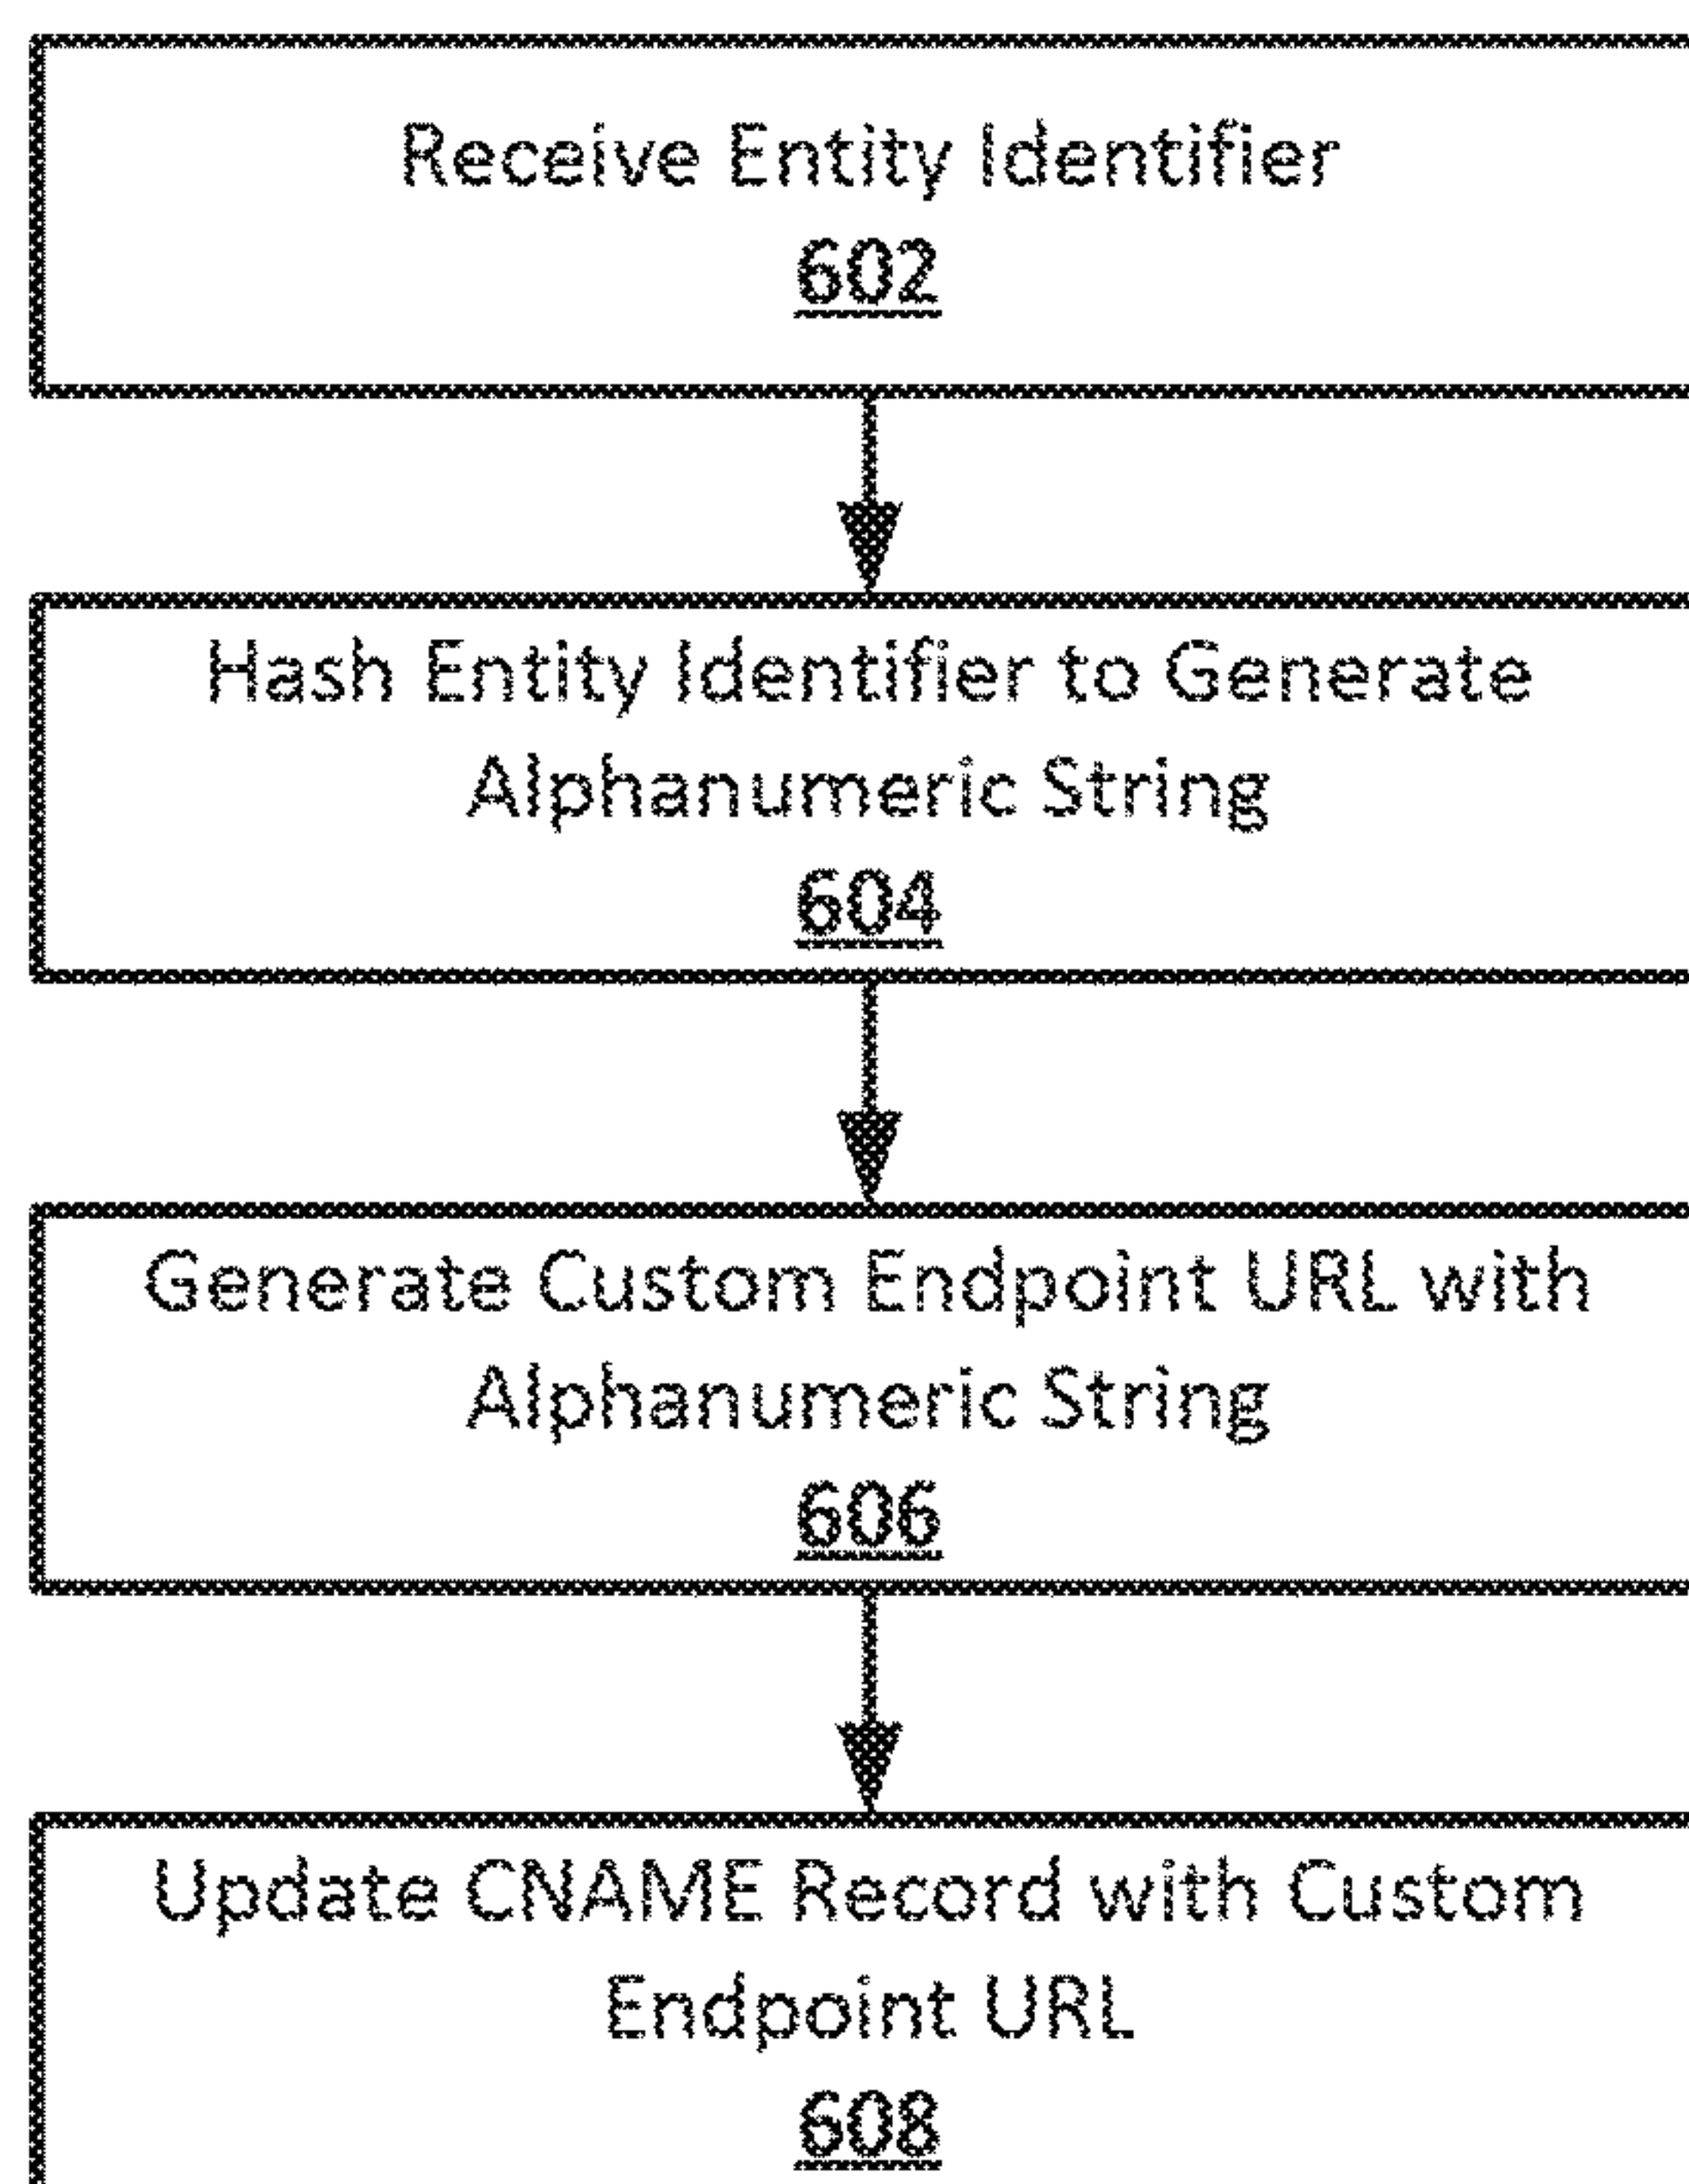 Receive Entity Identifier
602
Hash Entity Identifier to Generate
Alphanumeric String
604
Generate Custom Endpoint URL with
Alphanumeric String
606
Update CNAME Record with Custom
Endpoint URL
608